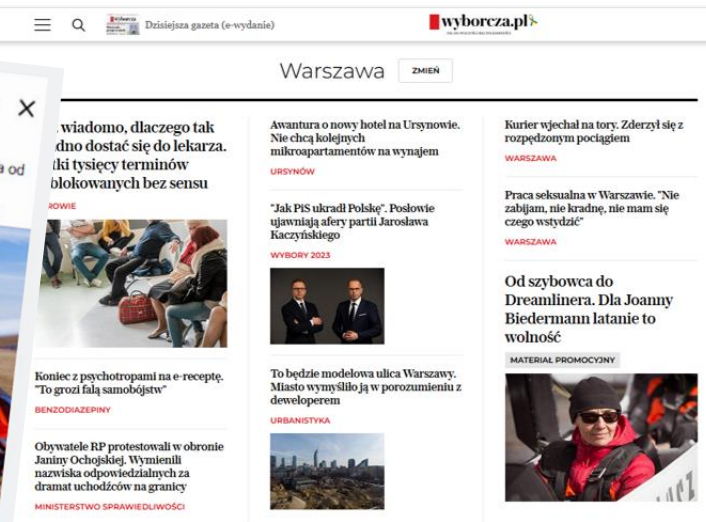 Dzisiejsza gazeta (e-wydanie)
wyborcza.pl
Warszawa
ZMIEŃ
od
wiadomo, dlaczego tak
dno dostać się do lekarza.
tki tysięcy terminów
blokowanych bez sensu
ROWIE
Koniec z psychotropami na e-receptę.
"To grozi falą samobójstw"
BENZODIAZEPINY
Obywatele RP protestowali w obronie
Janiny Ochojskiej. Wymienili
nazwiska odpowiedzialnych za
dramat uchodźców na granicy
MINISTERSTWO SPRAWIEDLIWOŚCI
Awantura o nowy hotel na Ursynowie.
Nie chcą kolejnych
mikroapartamentów na wynajem
URSYNÓW
"Jak PiS ukradł Polskę". Posłowie
ujawniają afery partii Jarosława
Kaczyńskiego
WYBORY 2023
To będzie modelowa ulica Warszawy.
Miasto wymyśliło ją w porozumieniu z
deweloperem
URBANISTYKA
Kurier wjechał na tory. Zderzył się z
rozpędzonym pociągiem
WARSZAWA
Praca seksualna w Warszawie. "Nie
zabijam, nie kradnę, nie mam się
czego wstydzić"
WARSZAWA
Od szybowca do
Dreamlinera. Dla Joanny
Biedermann latanie to
wolność
MATERIAŁ PROMOCYJNY